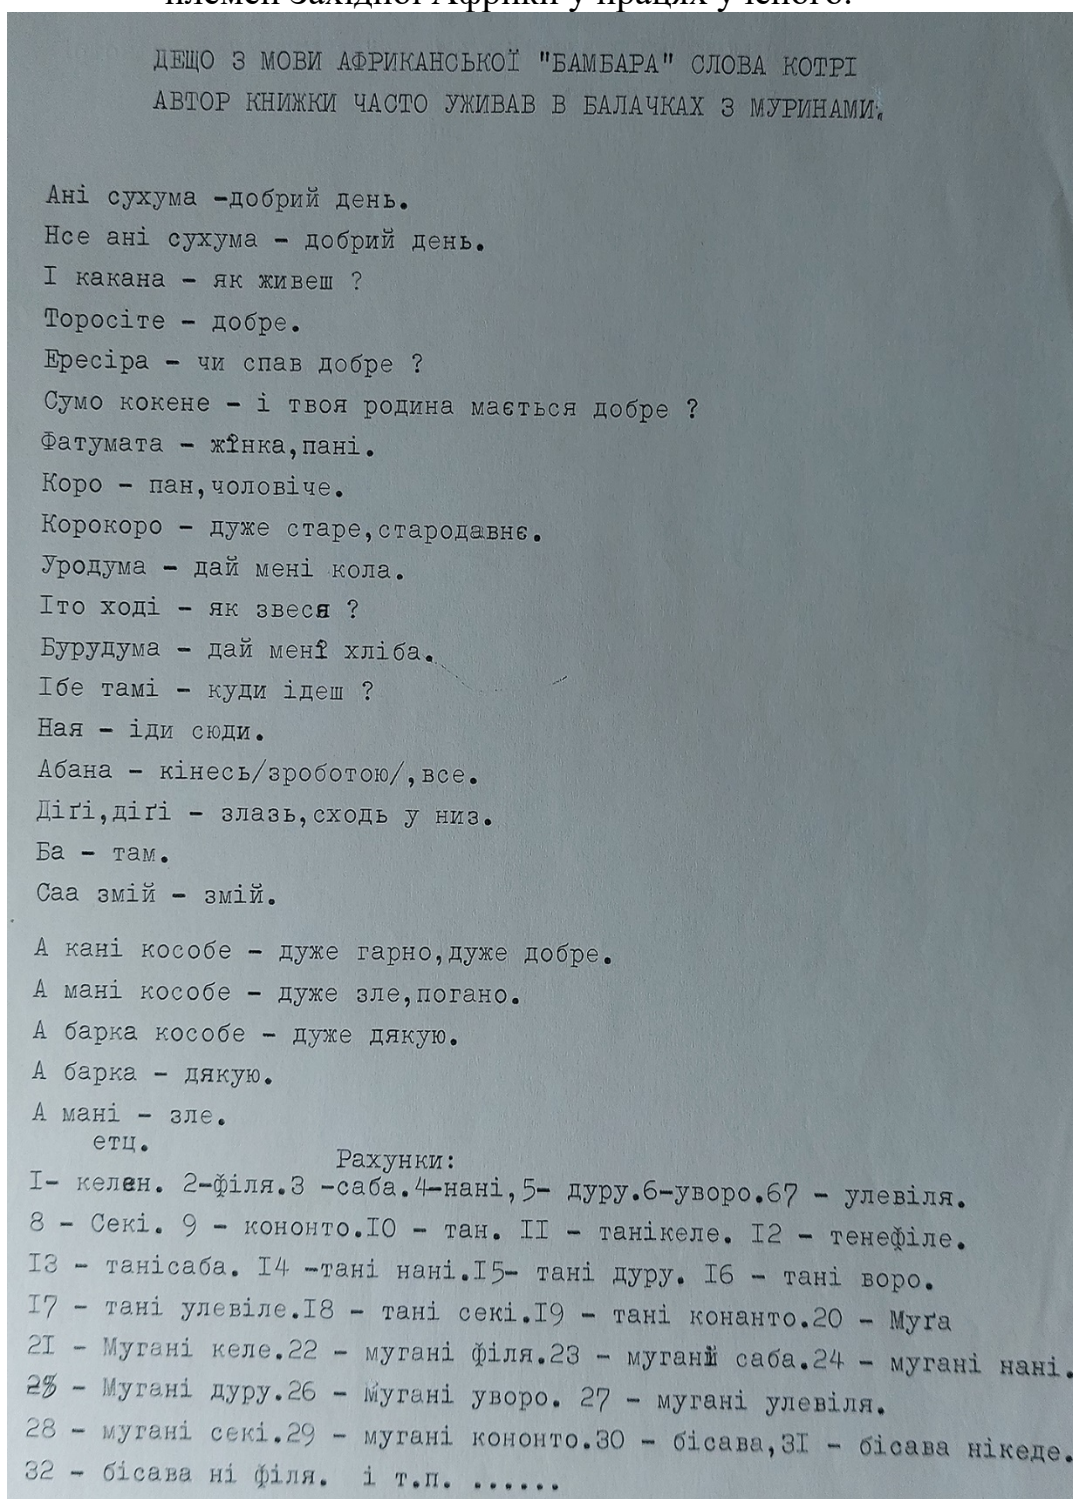 племен Західної Африки у працях ученого.
ДЕЩО З МОВИ АФРИКАНСЬКОЇ "БАМБАРА" СЛОВА КОТРІ
АВТОР КНИЖКИ ЧАСТО УЖИВАВ В БАЛАЧКАХ З МУРИНАМИ.
Ані сухума -добрий день.
Нсе ані сухума - добрий день.
І какана - як живеш ?
Торосіте - добре.
Ересіра - чи спав добре ?
Сумо кокене - і твоя родина мається добре ?
Фатумата - жінка,пані.
Коро - пан,чоловіче.
Корокоро - дуже старе,стародавнє.
Уродума - дай мені кола.
Іто ході - як звеся ?
Бурудума - дай мені хліба.
Ібе тамі - куди ідеш ?
Ная - іди сюди.
Абана - кінесь/зроботою/,все.
Діґі,діґі - злазь,сходь у низ.
Ба - там.
Саа змій - змій.
А кані кособе - дуже гарно,дуже добре.
А мані кособе - дуже зле,погано.
А барка кособе - дуже дякую.
А барка - дякую.
А мані - зле.
етц.
Рахунки:
І- келен. 2-філя.3 -саба.4-нані,5- дуру.6-уворо.67 - улевіля.
8 - Секі. 9 - кононто.ІО - тан. ІІ - танікеле. І2 - тенефіле.
І3 - танісаба. І4 -тані нані.І5- тані дуру. І6 - тані воро.
І7 - тані улевіле.І8 - тані секі.І9 - тані конанто.20 - Муґа
2І - Мугані келе.22 - мугані філя.23 - мугани саба.24 - мугані нані.
25 - Мугані дуру.26 - Мугані уворо. 27 - мугані улевіля.
28 - мугані секі.29 - мугані кононто.30 - бісава,3І - бісава нікеде.
32 - бісава ні філя. і т.п. ......